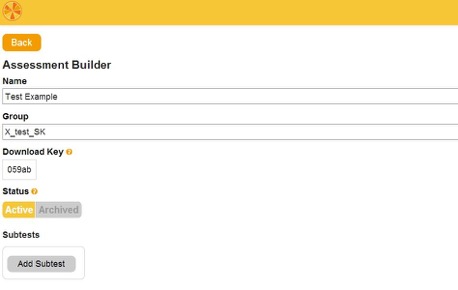 Back
Assessment Builder
Name
Test Example
Group
X_test_SK
Download Key
059ab
Status
Active Archived
Subtests
Add Subtest